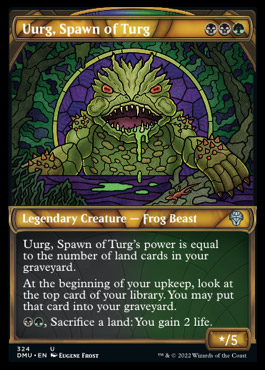 Uurg, Spawn of Turg
Legendary Creature — Frog Beast
Uurg, Spawn of Turg's power is equal
to the number of land cards in your
graveyard.
At the beginning of your upkeep, look at
the top card of your library. You may put
that card into your graveyard.
, Sacrifice a land: You gain 2 life.
*/5
324 U
DMU • EN EUGENE FROST
™ & © 2022 Wizards of the Coast